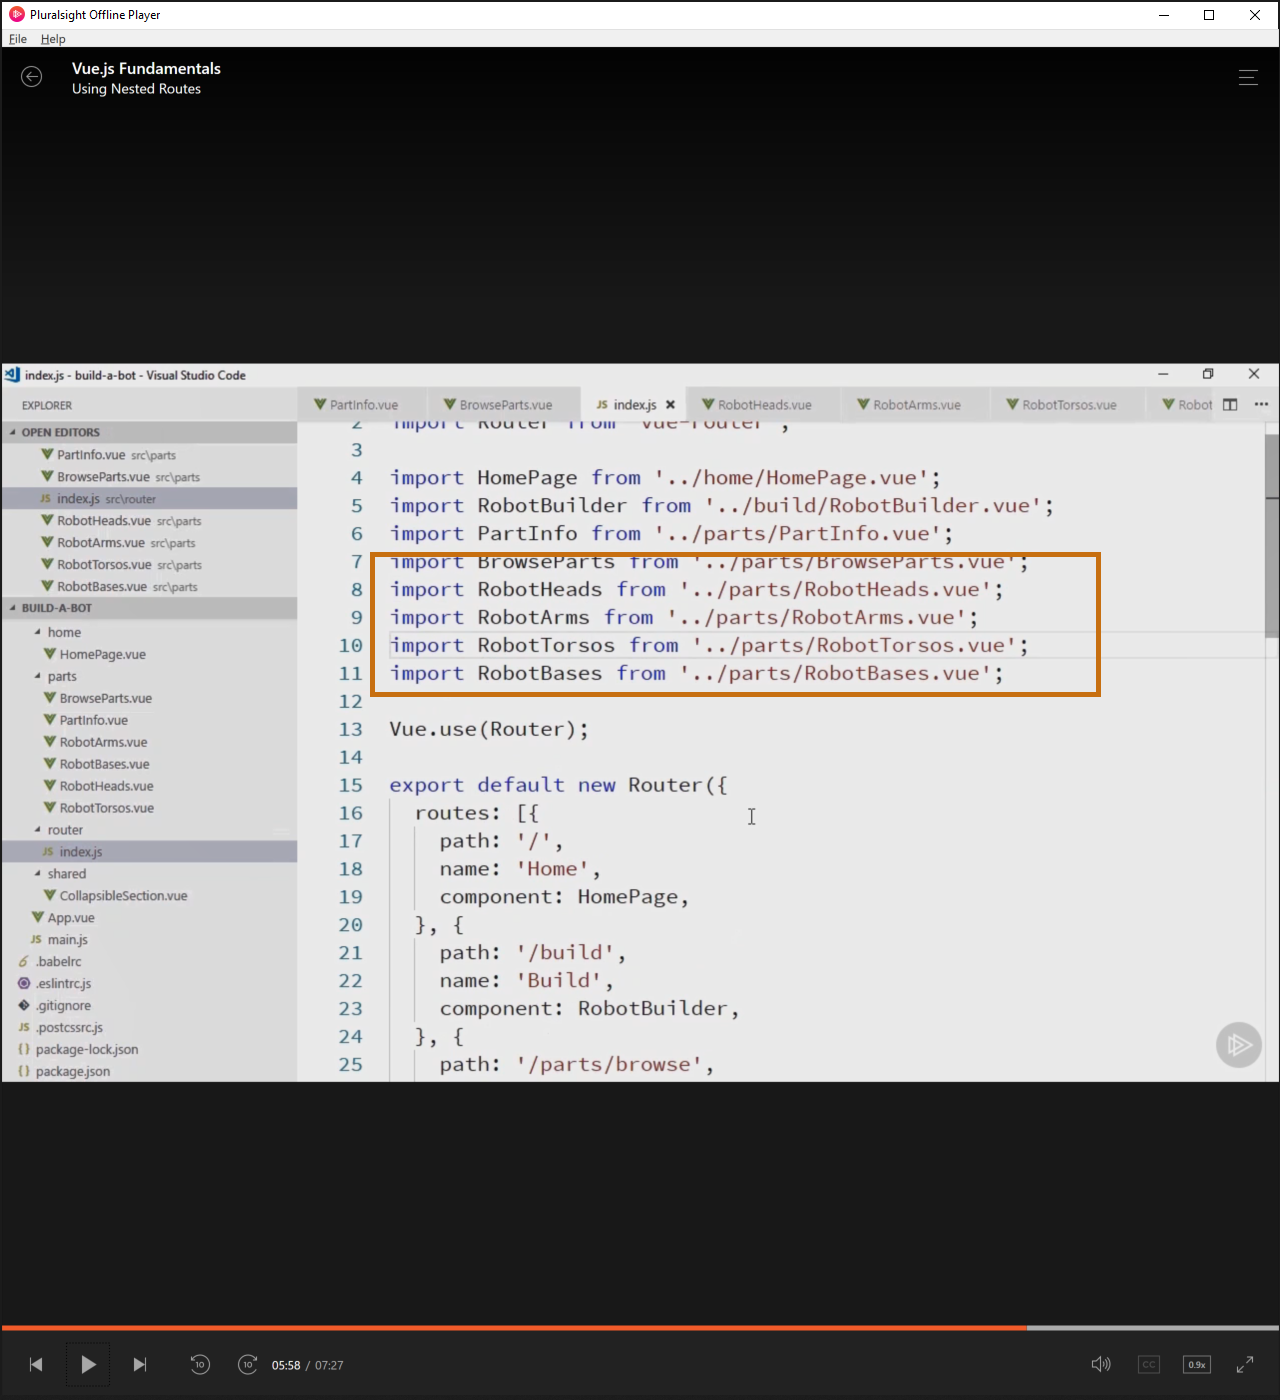 Pluralsight Offline Player
File Help
Vue.js Fundamentals
Using Nested Routes
index.js - build-a-bot - Visual Studio Code
EXPLORER
OPEN EDITORS
PartInfo.vue src\parts
BrowseParts.vue src\parts
JS index.js src\router
RobotHeads.vue src\parts
RobotArms.vue src\parts
RobotTorsos.vue src\parts
RobotBases.vue src\parts
BUILD-A-BOT
home
HomePage.vue
parts
BrowseParts.vue
PartInfo.vue
RobotArms.vue
RobotBases.vue
RobotHeads.vue
RobotTorsos.vue
router
JS index.js
shared
CollapsibleSection.vue
App.vue
JS main.js
.babelrc
.eslintrc.js
.gitignore
JS .postcssrc.js
{} package-lock.json
{} package.json
PartInfo.vue BrowseParts.vue JS index.js RobotHeads.vue RobotArms.vue RobotTorsos.vue Robot
2 import Router from 'vue-router';
3
4 import HomePage from '../home/HomePage.vue';
5 import RobotBuilder from '../build/RobotBuilder.vue';
6 import PartInfo from '../parts/PartInfo.vue';
7 import BrowseParts from '../parts/BrowseParts.vue';
8 import RobotHeads from '../parts/RobotHeads.vue';
9 import RobotArms from '../parts/RobotArms.vue';
10 import RobotTorsos from '../parts/RobotTorsos.vue';
11 import RobotBases from '../parts/RobotBases.vue';
12
13 Vue.use(Router);
14
15 export default new Router({
16 routes: [{
17 path: '/',
18 name: 'Home',
19 component: HomePage,
20 }, {
21 path: '/build',
22 name: 'Build',
23 component: RobotBuilder,
24 }, {
25 path: '/parts/browse',
10 10 05:58 / 07:27 CC 0.9x